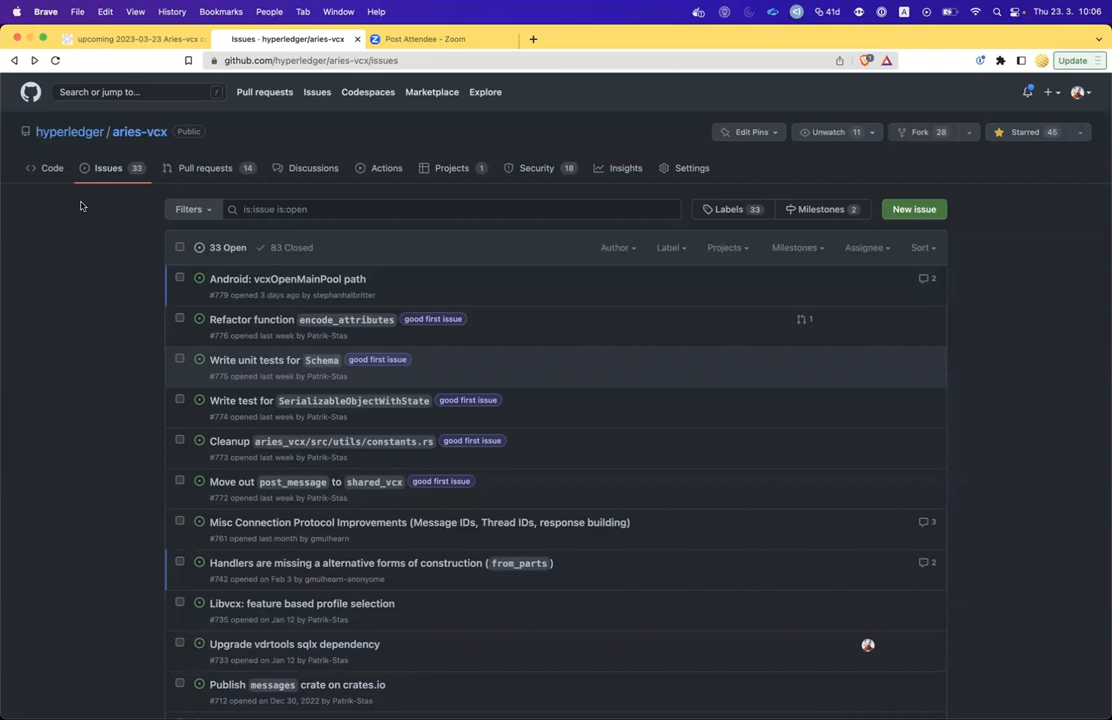 Brave File Edit View History Bookmarks People Tab Window Help 41d A Thu 23. 3. 10:06
upcoming 2023-03-23 Aries-vcx co Issues · hyperledger/aries-vcx Post Attendee - Zoom
github.com/hyperledger/aries-vcx/issues Update
Search or jump to... / Pull requests Issues Codespaces Marketplace Explore
hyperledger / aries-vcx Public Edit Pins Unwatch 11 Fork 28 Starred 45
Code Issues 33 Pull requests 14 Discussions Actions Projects 1 Security 18 Insights Settings
Filters is:issue is:open Labels 33 Milestones 2 New issue
33 Open 83 Closed Author Label Projects Milestones Assignee Sort
Android: vcxOpenMainPool path 2
#779 opened 3 days ago by stephanhalbritter
Refactor function encode_attributes good first issue 1
#776 opened last week by Patrik-Stas
Write unit tests for Schema good first issue
#775 opened last week by Patrik-Stas
Write test for SerializableObjectWithState good first issue
#774 opened last week by Patrik-Stas
Cleanup aries_vcx/src/utils/constants.rs good first issue
#773 opened last week by Patrik-Stas
Move out post_message to shared_vcx good first issue
#772 opened last week by Patrik-Stas
Misc Connection Protocol Improvements (Message IDs, Thread IDs, response building) 3
#761 opened last month by gmulhearn
Handlers are missing a alternative forms of construction ( from_parts ) 2
#742 opened on Feb 3 by gmulhearn-anonyome
Libvcx: feature based profile selection
#735 opened on Jan 12 by Patrik-Stas
Upgrade vdrtools sqlx dependency
#733 opened on Jan 12 by Patrik-Stas
Publish messages crate on crates.io
#712 opened on Dec 30, 2022 by Patrik-Stas